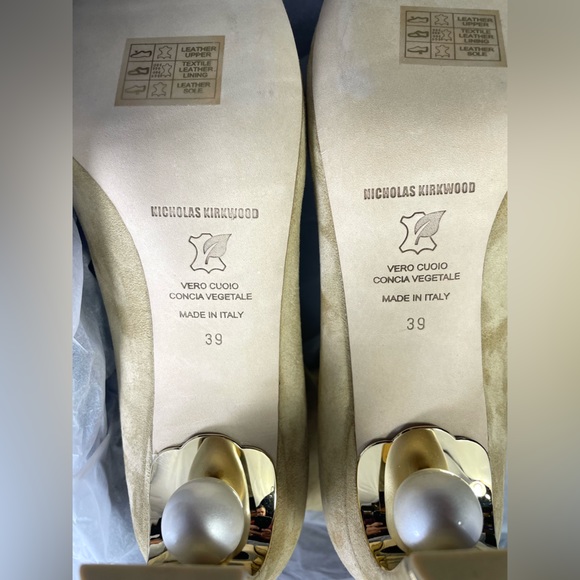 LEATHER
UPPER
TEXTILE
LEATHER
LINING
LEATHER
SOLE
NICHOLAS KIRKWOOD
VERO CUOIO
CONCIA VEGETALE
MADE IN ITALY
39
LEATHER
UPPER
TEXTILE
LEATHER
LINING
LEATHER
SOLE
NICHOLAS KIRKWOOD
VERO CUOIO
CONCIA VEGETALE
MADE IN ITALY
39